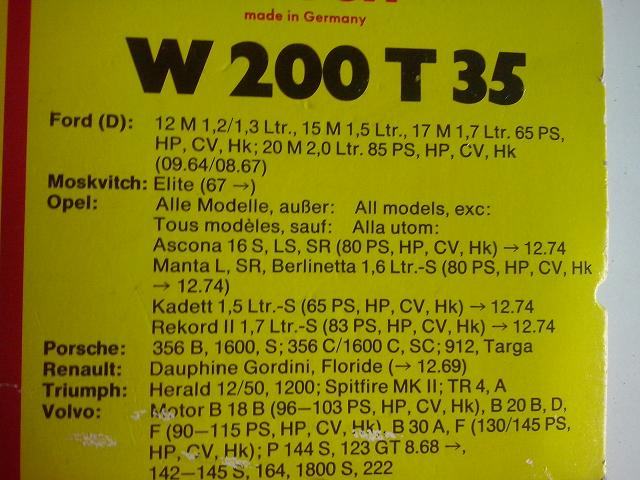 made in Germany
W 200 T 35
Ford (D): 12 M 1,2/1,3 Ltr., 15 M 1,5 Ltr., 17 M 1,7 Ltr. 65 PS,
HP, CV, Hk; 20 M 2,0 Ltr. 85 PS, HP, CV, Hk
(09.64/08.67)
Moskvitch: Elite (67 →)
Opel: Alle Modelle, außer: All models, exc:
Tous modèles, sauf: Alla utom:
Ascona 16 S, LS, SR (80 PS, HP, CV, Hk) → 12.74
Manta L, SR, Berlinetta 1,6 Ltr.-S (80 PS, HP, CV, Hk
→ 12.74)
Kadett 1,5 Ltr.-S (65 PS, HP, CV, Hk) → 12.74
Rekord II 1,7 Ltr.-S (83 PS, HP, CV, Hk) → 12.74
Porsche: 356 B, 1600, S; 356 C/1600 C, SC; 912, Targa
Renault: Dauphine Gordini, Floride (→ 12.69)
Triumph: Herald 12/50, 1200; Spitfire MK II; TR 4, A
Volvo: Motor B 18 B (96–103 PS, HP, CV, Hk), B 20 B, D,
F (90–115 PS, HP, CV, Hk), B 30 A, F (130/145 PS,
HP, CV, Hk); P 144 S, 123 GT 8.68 →,
142–145 S, 164, 1800 S, 222